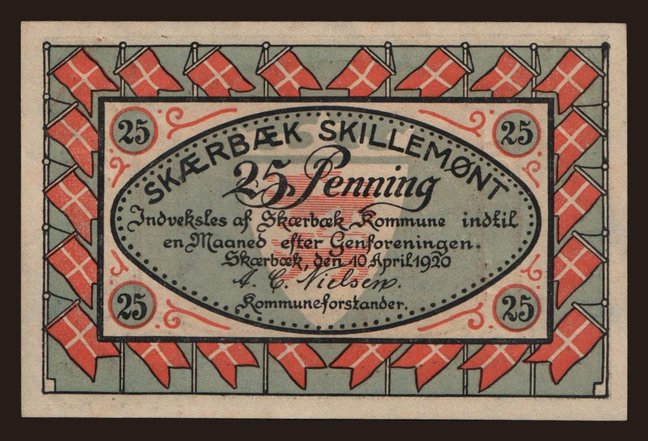 25
25
SKÆRBÆK SKILLEMØNT
25 Penning
Indveksles af Skærbæk Kommune indtil
en Maaned efter Genforeningen.
Skærbæk, den 10 April 1920
A. C. Nielsen.
Kommuneforstander.
25
25